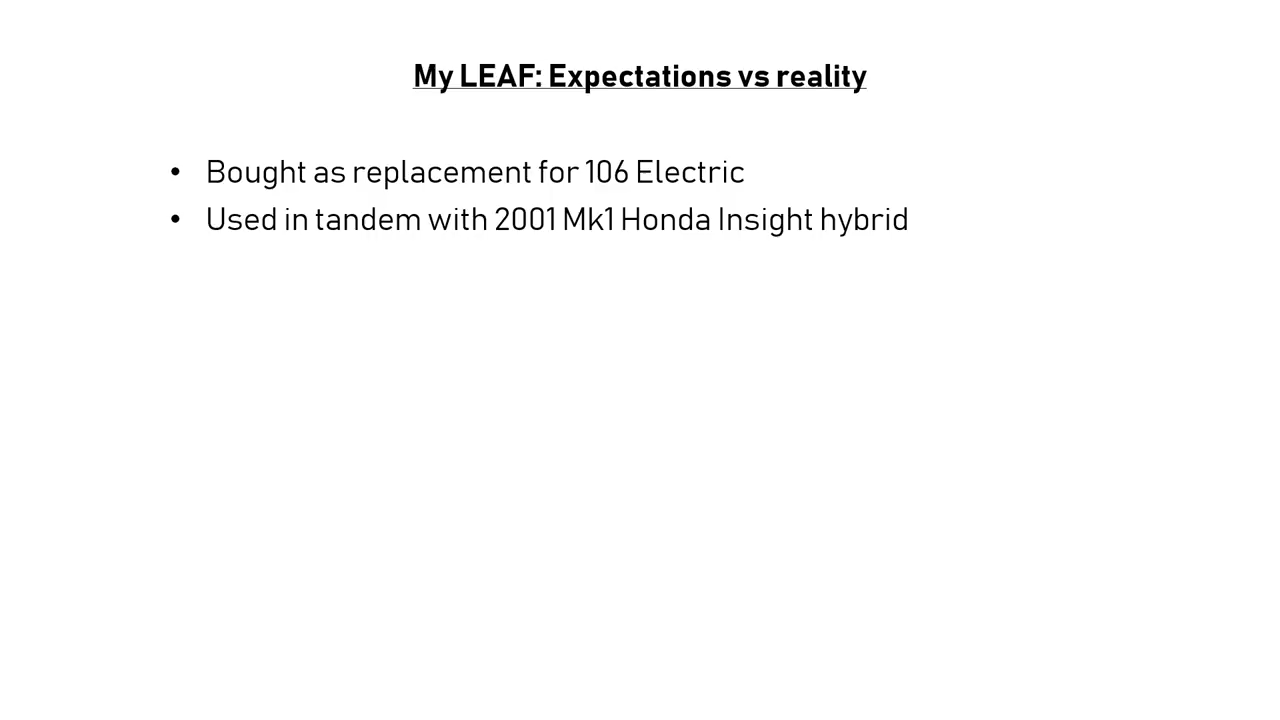 My LEAF: Expectations vs reality
• Bought as replacement for 106 Electric
• Used in tandem with 2001 Mk1 Honda Insight hybrid